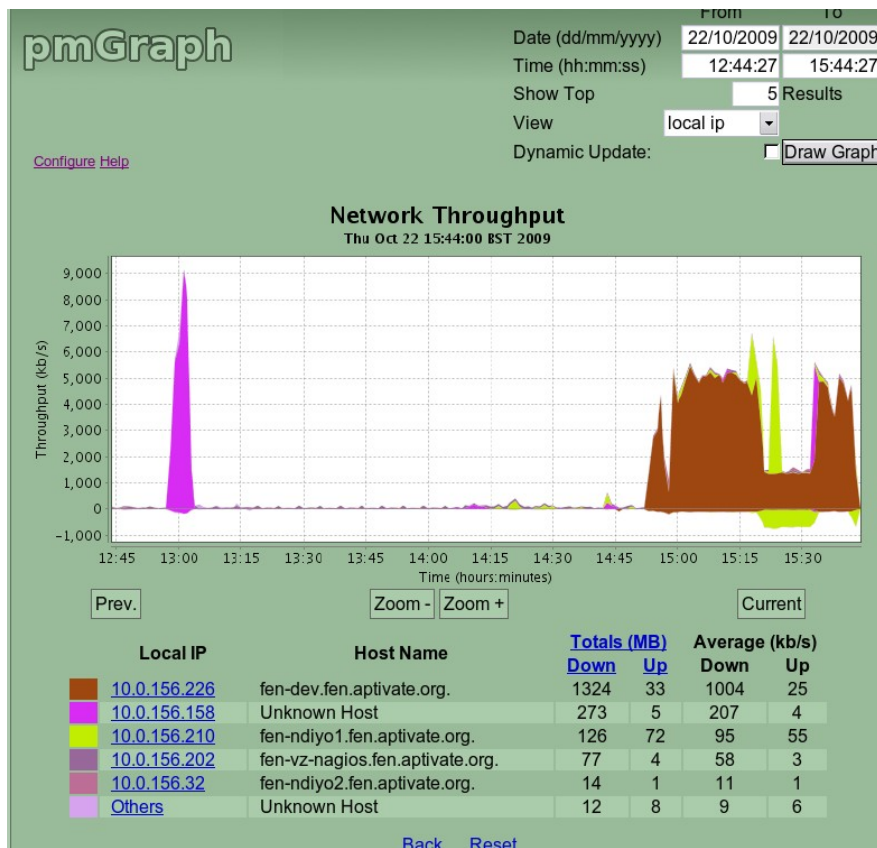 From To
pmGraph
Date (dd/mm/yyyy) 22/10/2009 22/10/2009
Time (hh:mm:ss) 12:44:27 15:44:27
Show Top 5 Results
View local ip
Dynamic Update: Draw Graph
Configure Help
Network Throughput
Thu Oct 22 15:44:00 BST 2009
Throughput (kb/s)
9,000
8,000
7,000
6,000
5,000
4,000
3,000
2,000
1,000
0
-1,000
12:45 13:00 13:15 13:30 13:45 14:00 14:15 14:30 14:45 15:00 15:15 15:30
Time (hours:minutes)
Prev. Zoom - Zoom + Current
Totals (MB) Average (kb/s)
Local IP Host Name Down Up Down Up
10.0.156.226 fen-dev.fen.aptivate.org. 1324 33 1004 25
10.0.156.158 Unknown Host 273 5 207 4
10.0.156.210 fen-ndiyo1.fen.aptivate.org. 126 72 95 55
10.0.156.202 fen-vz-nagios.fen.aptivate.org. 77 4 58 3
10.0.156.32 fen-ndiyo2.fen.aptivate.org. 14 1 11 1
Others Unknown Host 12 8 9 6
Back Reset